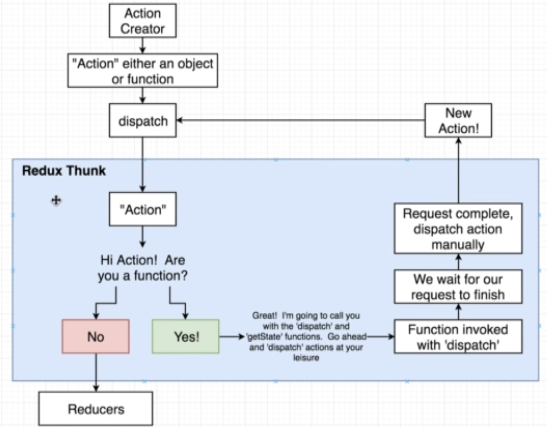 Action
Creator
"Action" either an object
or function
dispatch
New
Action!
Redux Thunk
"Action"
Hi Action!  Are
you a function?
No
Yes!
Great!  I'm going to call you
with the 'dispatch' and
'getState' functions.  Go ahead
and 'dispatch' actions at your
leisure
Function invoked
with 'dispatch'
We wait for our
request to finish
Request complete,
dispatch action
manually
Reducers